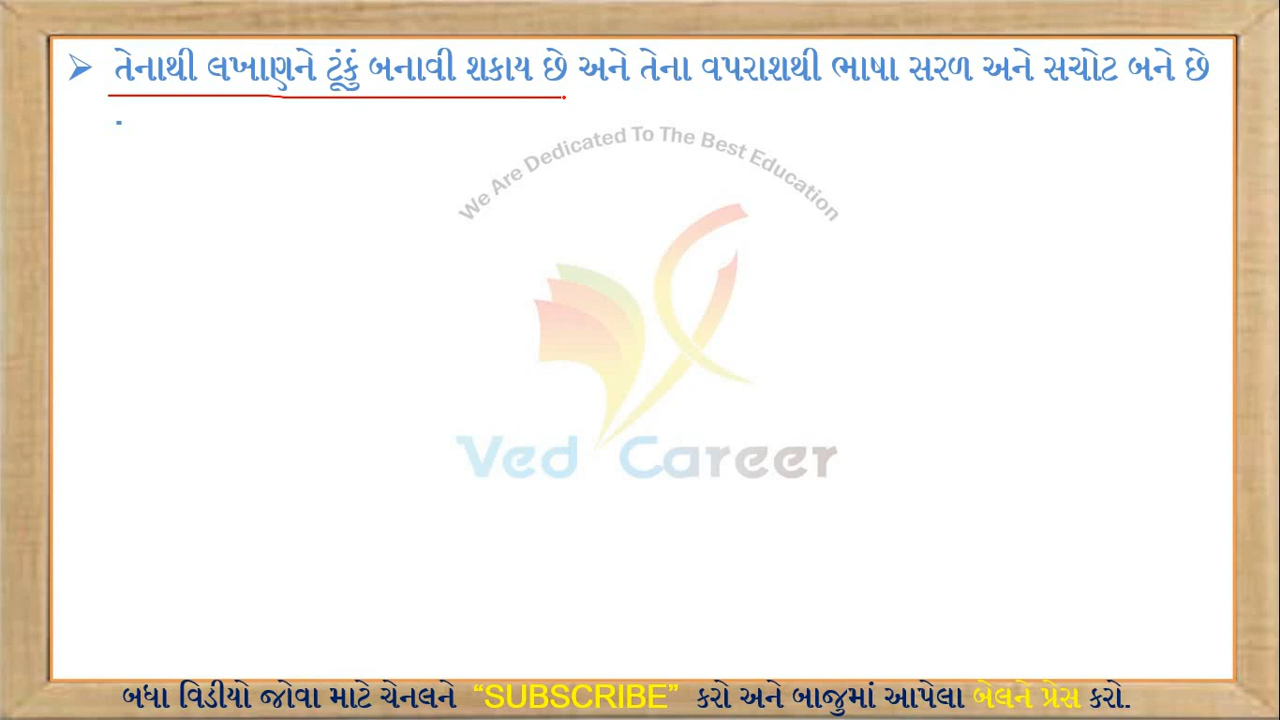 ➢ તેનાથી લખાણને ટૂંકું બનાવી શકાય છે અને તેના વપરાશથી ભાષા સરળ અને સચોટ બને છે
.
We Are Dedicated To The Best Education
Ved Career
બધા વિડીયો જોવા માટે ચેનલને “SUBSCRIBE” કરો અને બાજુમાં આપેલા બેલને પ્રેસ કરો.